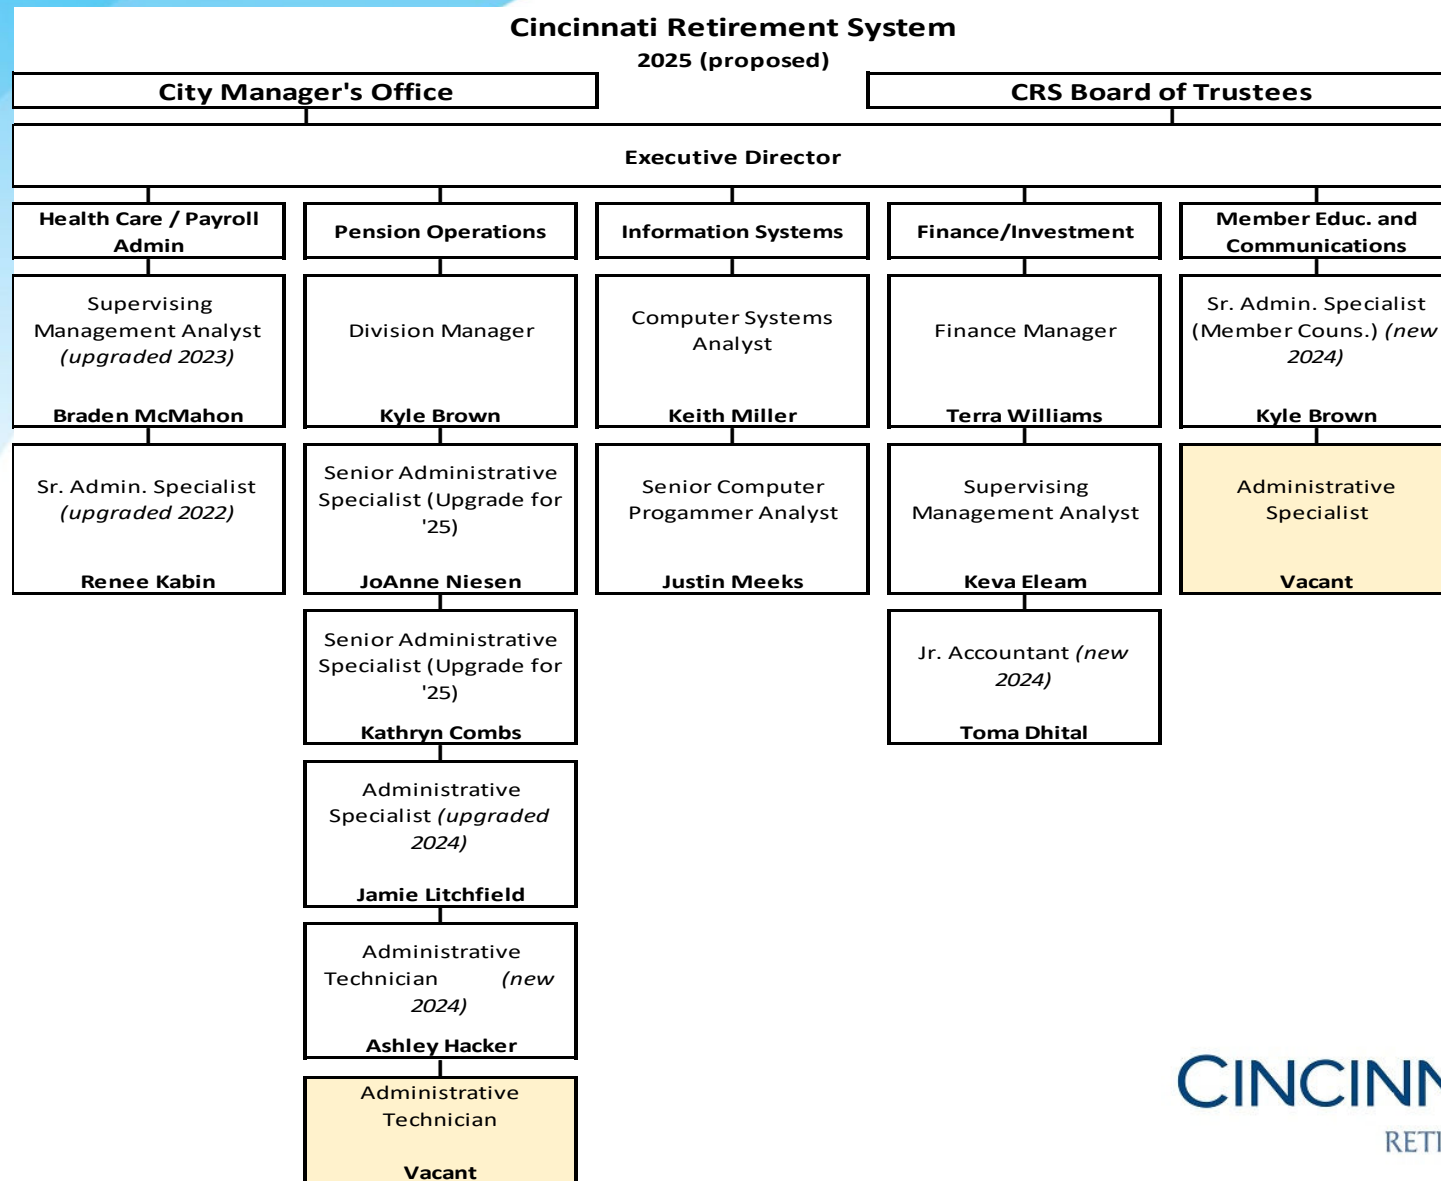 Cincinnati Retirement System
2025 (proposed)
City Manager's Office
CRS Board of Trustees
Executive Director
Health Care / Payroll
Admin
Supervising
Management Analyst
(upgraded 2023)
Braden McMahon
Sr. Admin. Specialist
(upgraded 2022)
Renee Kabin
Pension Operations
Division Manager
Kyle Brown
Senior Administrative
Specialist (Upgrade for
'25)
JoAnne Niesen
Senior Administrative
Specialist (Upgrade for
'25)
Kathryn Combs
Administrative
Specialist (upgraded
2024)
Jamie Litchfield
Administrative
Technician (new
2024)
Ashley Hacker
Administrative
Technician
Vacant
Information Systems
Computer Systems
Analyst
Keith Miller
Senior Computer
Progammer Analyst
Justin Meeks
Finance/Investment
Finance Manager
Terra Williams
Supervising
Management Analyst
Keva Eleam
Jr. Accountant (new
2024)
Toma Dhital
Member Educ. and
Communications
Sr. Admin. Specialist
(Member Couns.) (new
2024)
Kyle Brown
Administrative
Specialist
Vacant
CINCINN
RETI